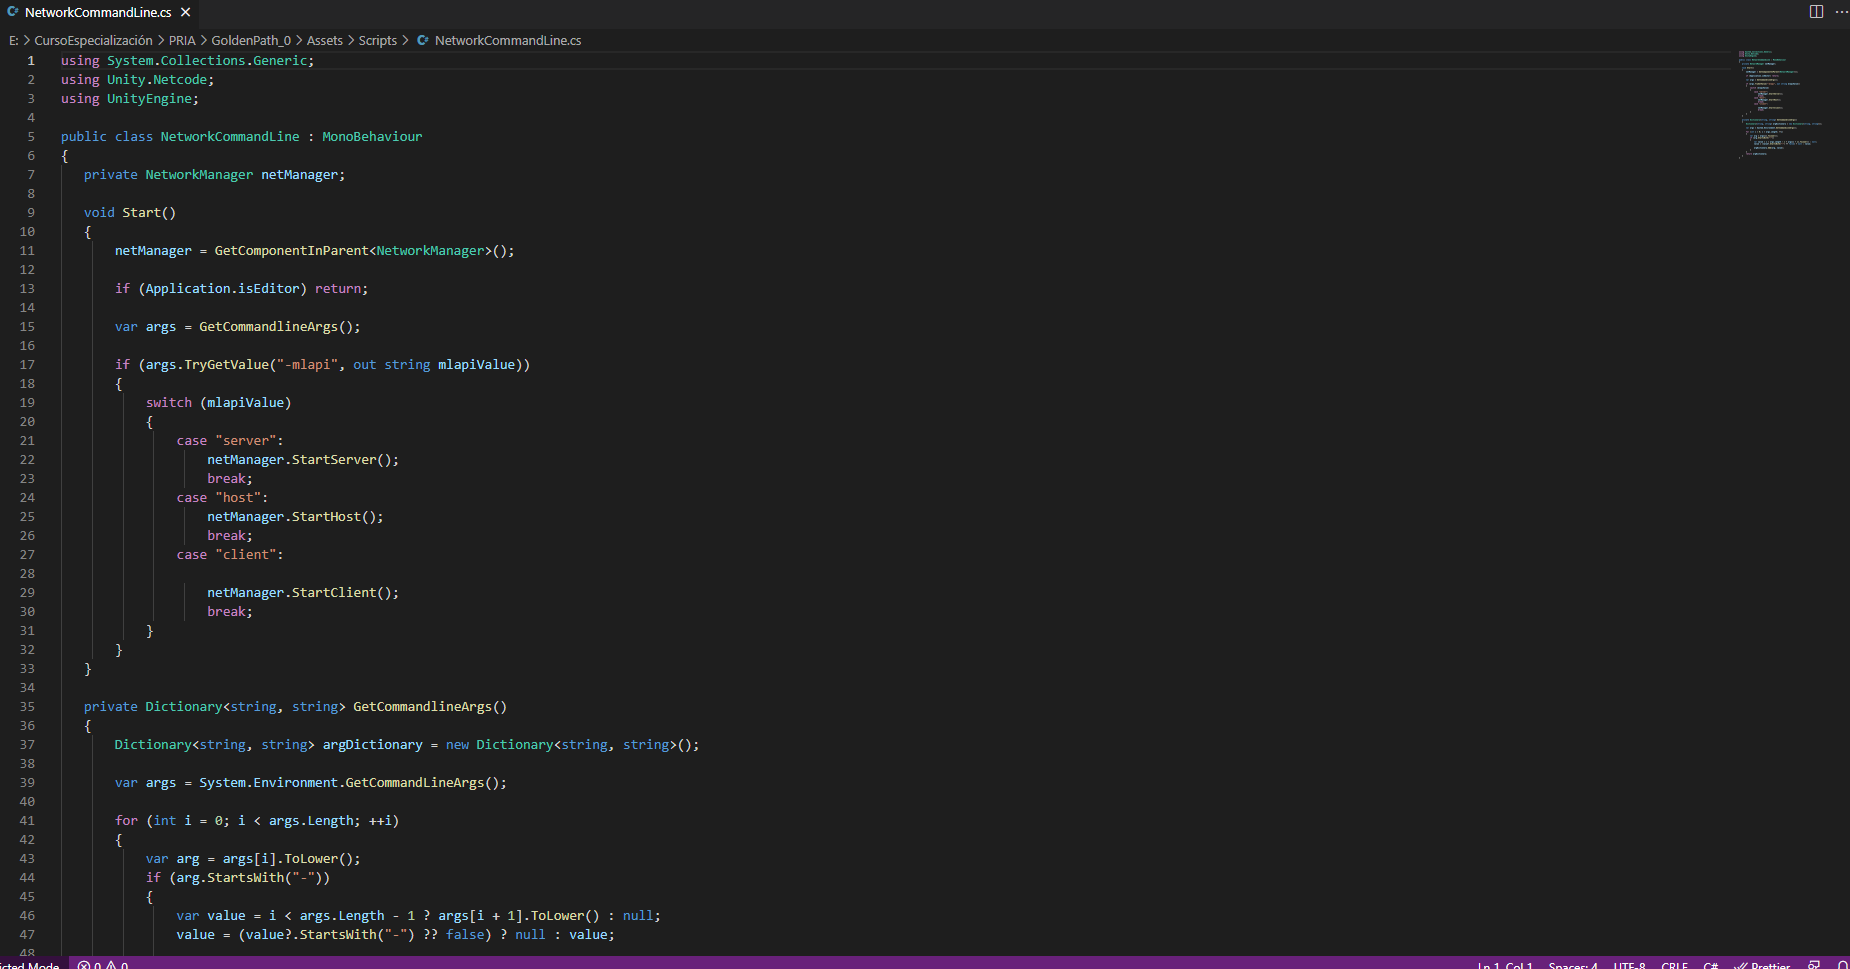 NetworkCommandLine.cs
E: > CursoEspecialización > PRIA > GoldenPath_0 > Assets > Scripts > NetworkCommandLine.cs
1 using System.Collections.Generic;
2 using Unity.Netcode;
3 using UnityEngine;
4
5 public class NetworkCommandLine : MonoBehaviour
6 {
7 private NetworkManager netManager;
8
9 void Start()
10 {
11 netManager = GetComponentInParent<NetworkManager>();
12
13 if (Application.isEditor) return;
14
15 var args = GetCommandlineArgs();
16
17 if (args.TryGetValue("-mlapi", out string mlapiValue))
18 {
19 switch (mlapiValue)
20 {
21 case "server":
22 netManager.StartServer();
23 break;
24 case "host":
25 netManager.StartHost();
26 break;
27 case "client":
28
29 netManager.StartClient();
30 break;
31 }
32 }
33 }
34
35 private Dictionary<string, string> GetCommandlineArgs()
36 {
37 Dictionary<string, string> argDictionary = new Dictionary<string, string>();
38
39 var args = System.Environment.GetCommandLineArgs();
40
41 for (int i = 0; i < args.Length; ++i)
42 {
43 var arg = args[i].ToLower();
44 if (arg.StartsWith("-"))
45 {
46 var value = i < args.Length - 1 ? args[i + 1].ToLower() : null;
47 value = (value?.StartsWith("-") ?? false) ? null : value;
48
icted Mode 0 0 Ln 1, Col 1 Spaces: 4 UTF-8 CRLF C# Prettier